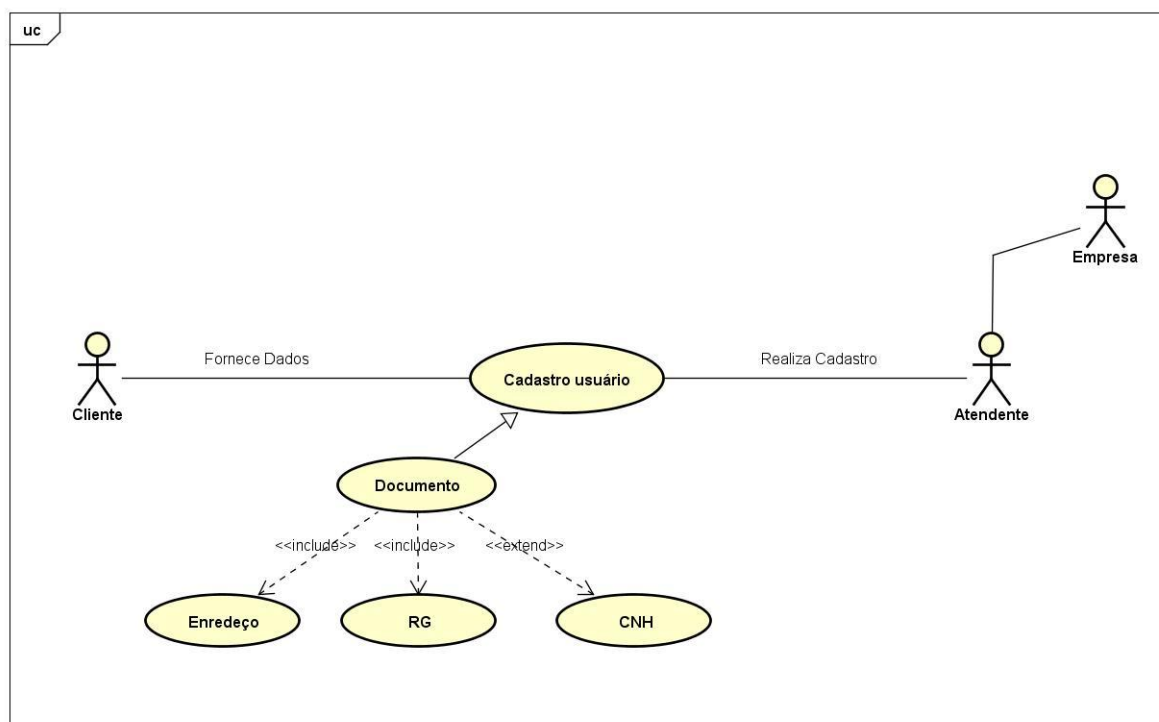 uc
Empresa
Fornece Dados
Realiza Cadastro
Cadastro usuário
Cliente
Atendente
Documento
<<include>>
<<include>>
<<extend>>
Enredeço
RG
CNH